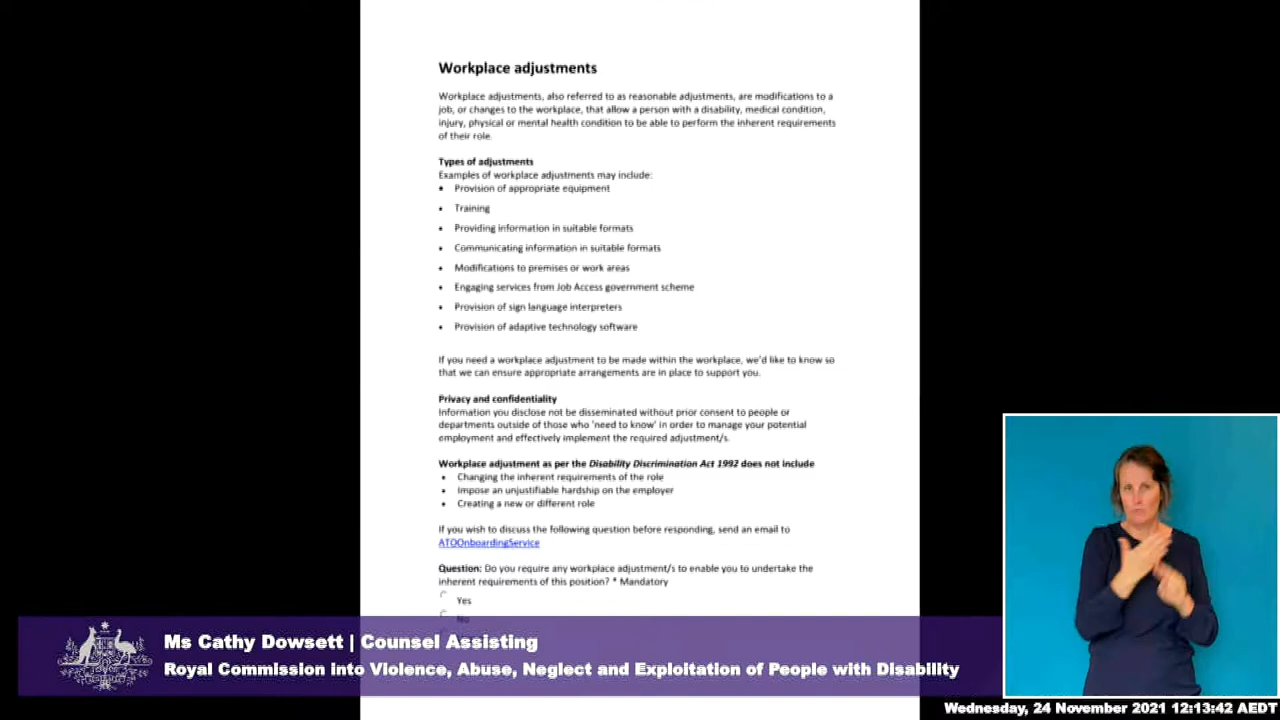 Workplace adjustments
Workplace adjustments, also referred to as reasonable adjustments, are modifications to a
job, or changes to the workplace, that allow a person with a disability, medical condition,
injury, physical or mental health condition to be able to perform the inherent requirements
of their role.
Types of adjustments
Examples of workplace adjustments may include:
• Provision of appropriate equipment
• Training
• Providing information in suitable formats
• Communicating information in suitable formats
• Modifications to premises or work areas
• Engaging services from Job Access government scheme
• Provision of sign language interpreters
• Provision of adaptive technology software
If you need a workplace adjustment to be made within the workplace, we'd like to know so
that we can ensure appropriate arrangements are in place to support you.
Privacy and confidentiality
Information you disclose not be disseminated without prior consent to people or
departments outside of those who 'need to know' in order to manage your potential
employment and effectively implement the required adjustment/s.
Workplace adjustment as per the Disability Discrimination Act 1992 does not include
• Changing the inherent requirements of the role
• Impose an unjustifiable hardship on the employer
• Creating a new or different role
If you wish to discuss the following question before responding, send an email to
ATOOnboardingService
Question: Do you require any workplace adjustment/s to enable you to undertake the
inherent requirements of this position? * Mandatory
Yes
No
Ms Cathy Dowsett | Counsel Assisting
Royal Commission into Violence, Abuse, Neglect and Exploitation of People with Disability
Wednesday, 24 November 2021 12:13:42 AEDT